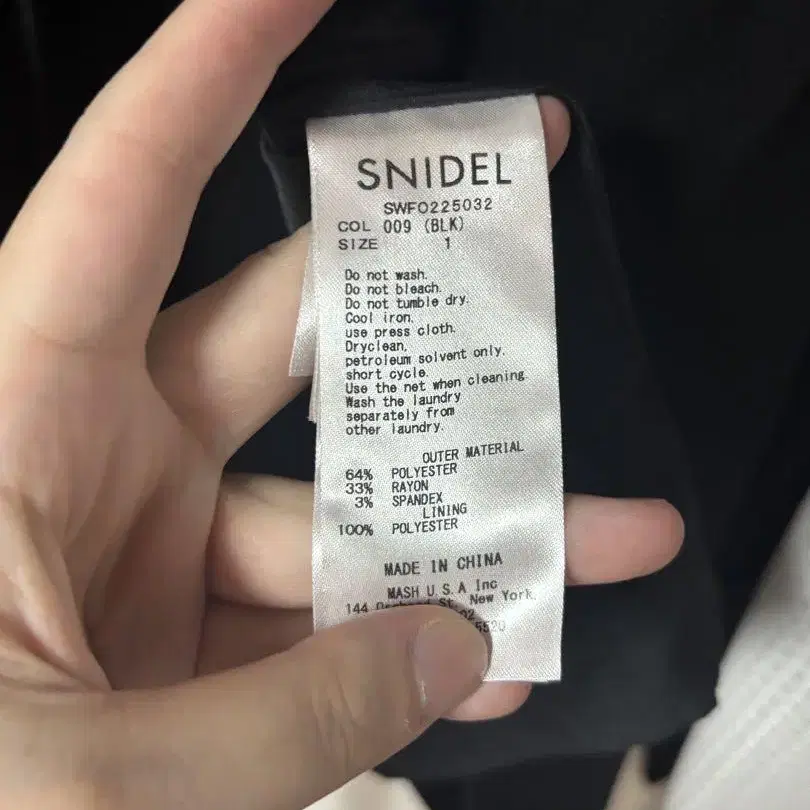 SNIDEL
SWFO225032
COL 009 (BLK)
SIZE 1
Do not wash.
Do not bleach.
Do not tumble dry.
Cool iron.
use press cloth.
Dryclean,
petroleum solvent only.
short cycle.
Use the net when cleaning
Wash the laundry
separately from
other laundry.
OUTER MATERIAL
64% POLYESTER
33% RAYON
3% SPANDEX
LINING
100% POLYESTER
MADE IN CHINA
MASH U.S.A Inc
144 St. New York,